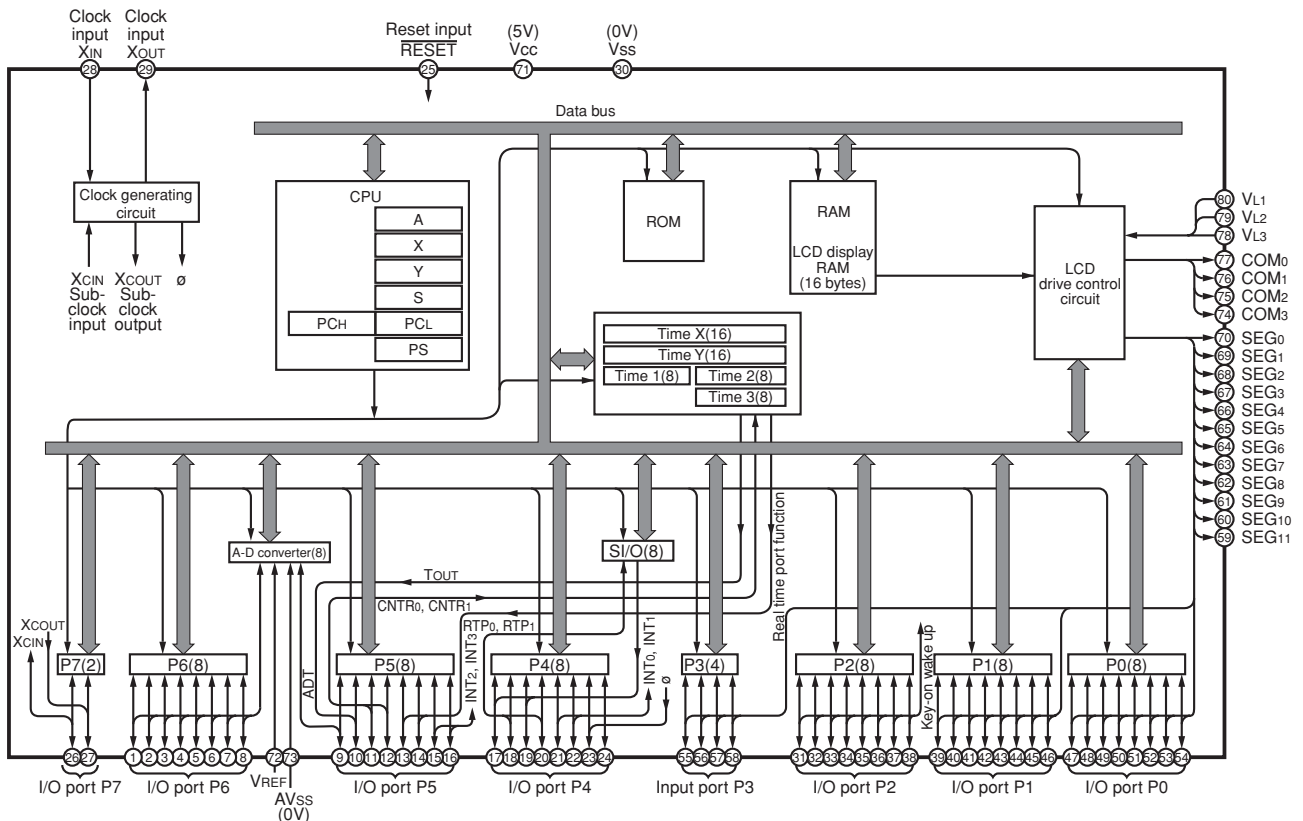 Clock input XIN
Clock input XOUT
Reset input RESET
(5V) VCC
(0V) VSS
28
29
25
71
30
Data bus
Clock generating circuit
XCIN Sub-clock input
XCOUT Sub-clock output
ø
CPU
A
X
Y
S
PCH
PCL
PS
ROM
RAM
LCD display RAM (16 bytes)
LCD drive control circuit
Time X(16)
Time Y(16)
Time 1(8)
Time 2(8)
Time 3(8)
80 VL1
79 VL2
78 VL3
77 COM0
76 COM1
75 COM2
74 COM3
70 SEG0
69 SEG1
68 SEG2
67 SEG3
66 SEG4
65 SEG5
64 SEG6
63 SEG7
62 SEG8
61 SEG9
60 SEG10
59 SEG11
A-D converter(8)
SI/O(8)
TOUT
CNTR0, CNTR1
RTP0, RTP1
Real time port function
XCOUT
XCIN
ADT
INT2, INT3
INT0, INT1
ø
Key-on wake up
P7(2)
P6(8)
P5(8)
P4(8)
P3(4)
P2(8)
P1(8)
P0(8)
26 27
1 2 3 4 5 6 7 8
72 73
9 10 11 12 13 14 15 16
17 18 19 20 21 22 23 24
55 56 57 58
31 32 33 34 35 36 37 38
39 40 41 42 43 44 45 46
47 48 49 50 51 52 53 54
I/O port P7
I/O port P6
VREF
AVSS (0V)
I/O port P5
I/O port P4
Input port P3
I/O port P2
I/O port P1
I/O port P0